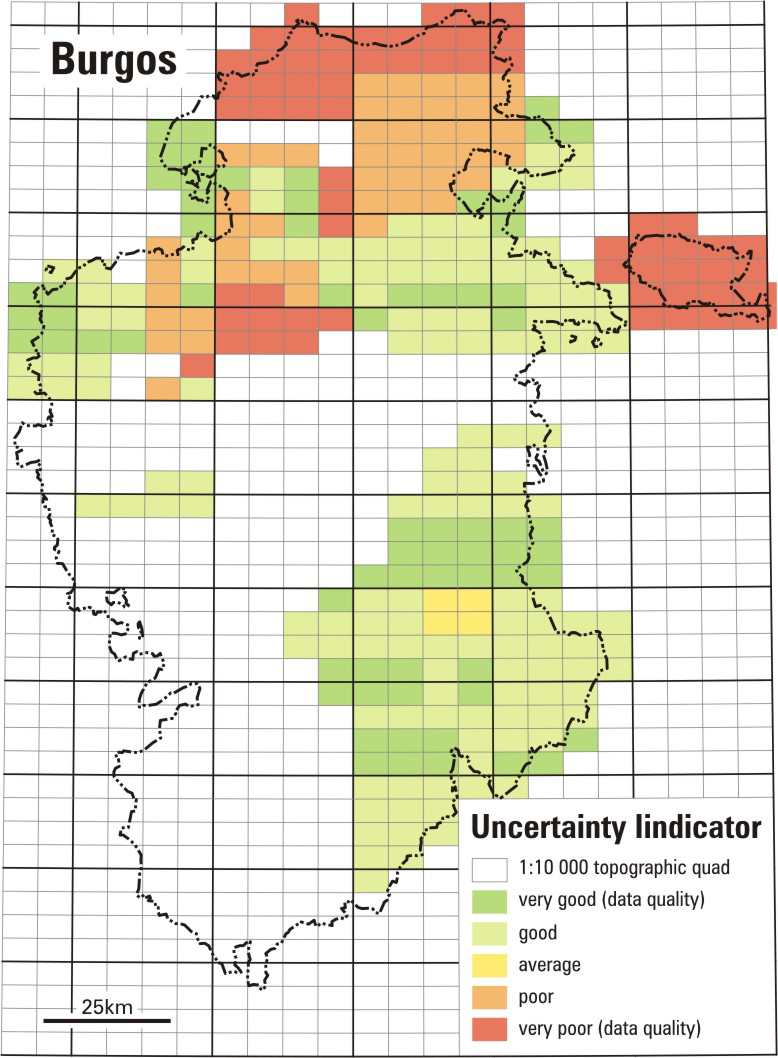 Burgos
Uncertainty lindicator
1:10 000 topographic quad
very good (data quality)
good
average
poor
very poor (data quality)
25km